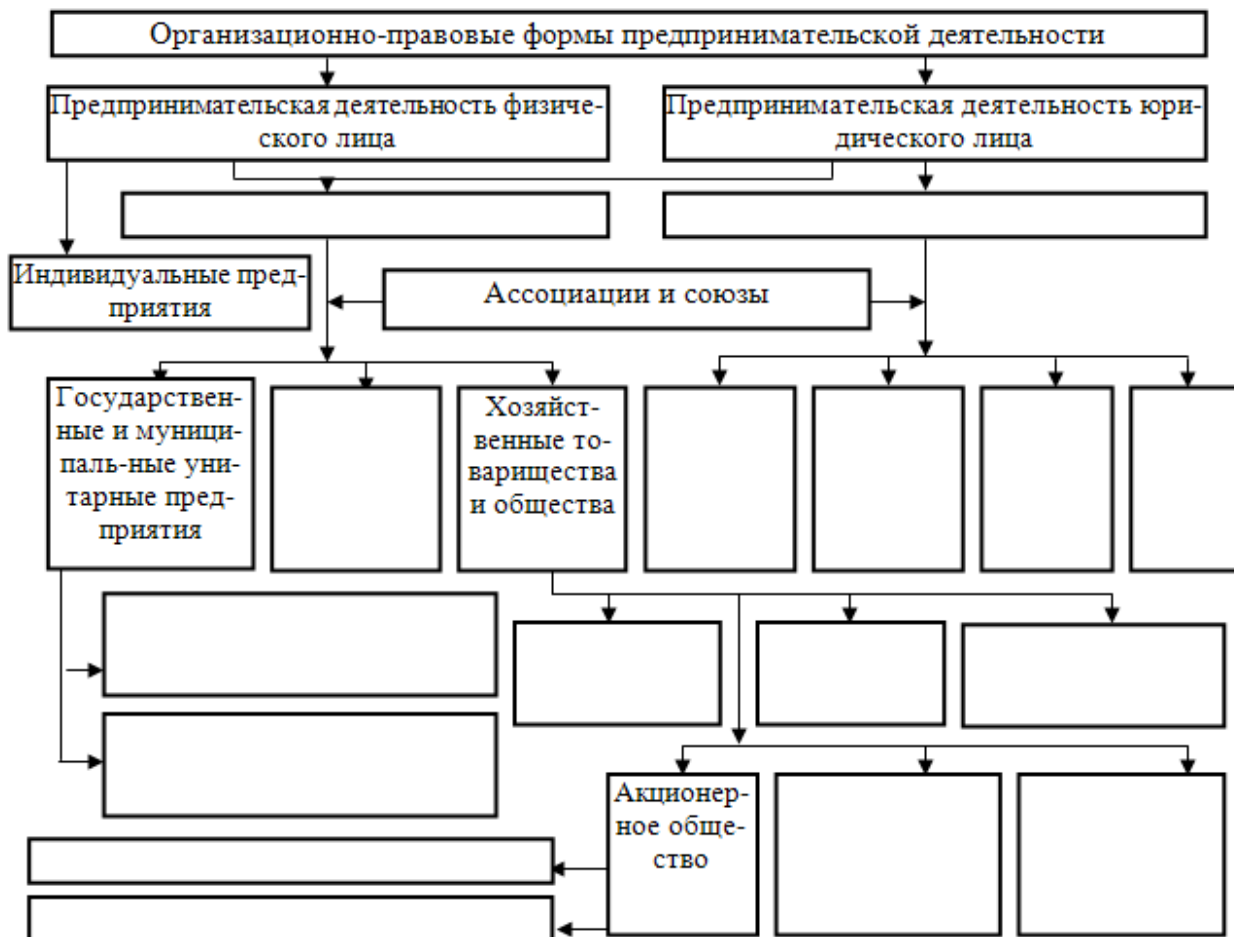 Организационно-правовые формы предпринимательской деятельности
Предпринимательская деятельность физиче-
ского лица
Предпринимательская деятельность юри-
дического лица
Индивидуальные пред-
приятия
Ассоциации и союзы
Государствен-
ные и муници-
паль-ные уни-
тарные пред-
приятия
Хозяйст-
венные то-
варищества
и общества
Акционер-
ное обще-
ство